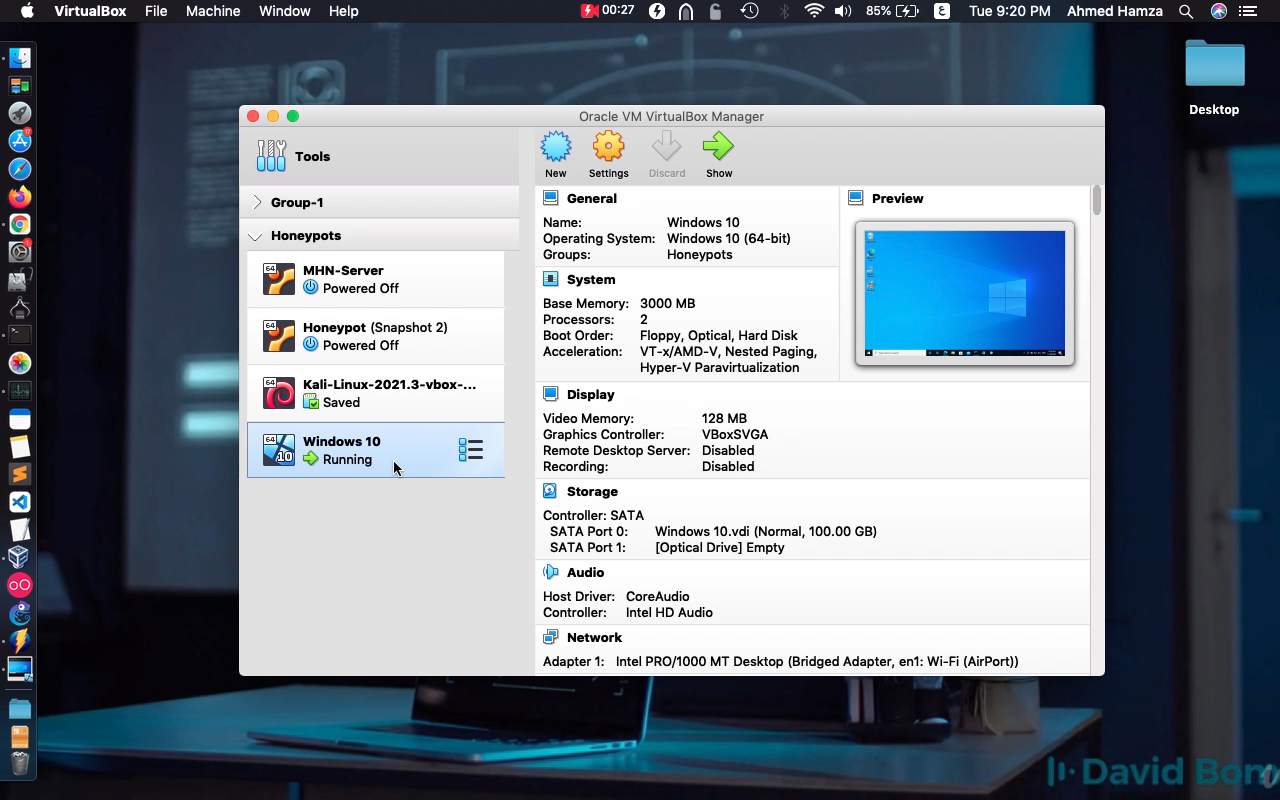 VirtualBox File Machine Window Help 00:27 85% ع Tue 9:20 PM Ahmed Hamza
Desktop
Oracle VM VirtualBox Manager
Tools
New Settings Discard Show
Group-1
Honeypots
64
MHN-Server
Powered Off
64
Honeypot (Snapshot 2)
Powered Off
64
Kali-Linux-2021.3-vbox-...
Saved
64
10
Windows 10
Running
General
Name: Windows 10
Operating System: Windows 10 (64-bit)
Groups: Honeypots
Preview
System
Base Memory: 3000 MB
Processors: 2
Boot Order: Floppy, Optical, Hard Disk
Acceleration: VT-x/AMD-V, Nested Paging,
Hyper-V Paravirtualization
Display
Video Memory: 128 MB
Graphics Controller: VBoxSVGA
Remote Desktop Server: Disabled
Recording: Disabled
Storage
Controller: SATA
SATA Port 0: Windows 10.vdi (Normal, 100.00 GB)
SATA Port 1: [Optical Drive] Empty
Audio
Host Driver: CoreAudio
Controller: Intel HD Audio
Network
Adapter 1: Intel PRO/1000 MT Desktop (Bridged Adapter, en1: Wi-Fi (AirPort))
David Bom